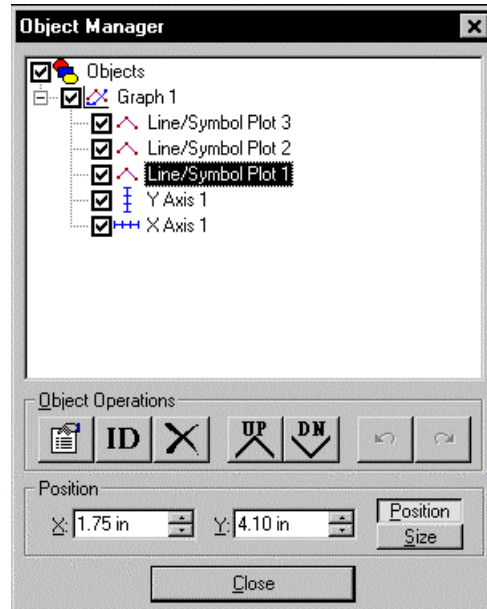 Object Manager
Objects
Graph 1
Line/Symbol Plot 3
Line/Symbol Plot 2
Line/Symbol Plot 1
Y Axis 1
X Axis 1
Object Operations
ID UP DN
Position
X: 1.75 in Y: 4.10 in Position
Size
Close